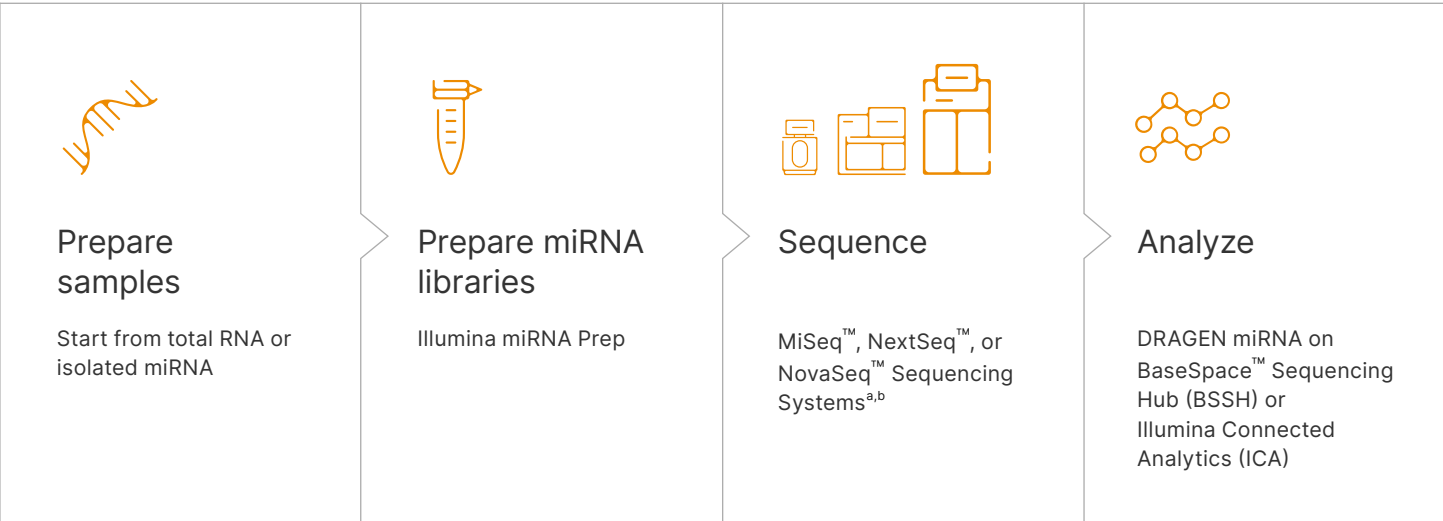 Prepare
samples
Start from total RNA or
isolated miRNA
Prepare miRNA
libraries
Illumina miRNA Prep
Sequence
MiSeq™, NextSeq™, or
NovaSeq™ Sequencing
Systemsᵃ,ᵇ
Analyze
DRAGEN miRNA on
BaseSpace™ Sequencing
Hub (BSSH) or
Illumina Connected
Analytics (ICA)